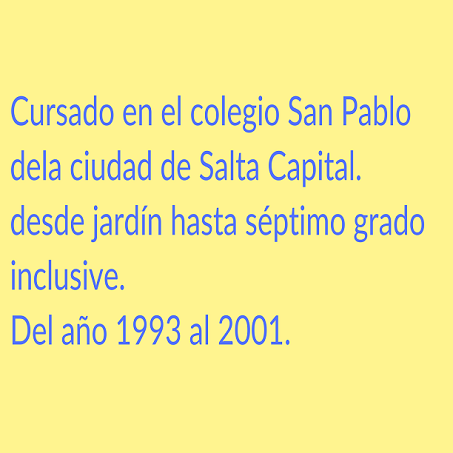 Cursado en el colegio San Pablo
dela ciudad de Salta Capital.
desde jardín hasta séptimo grado
inclusive.
Del año 1993 al 2001.